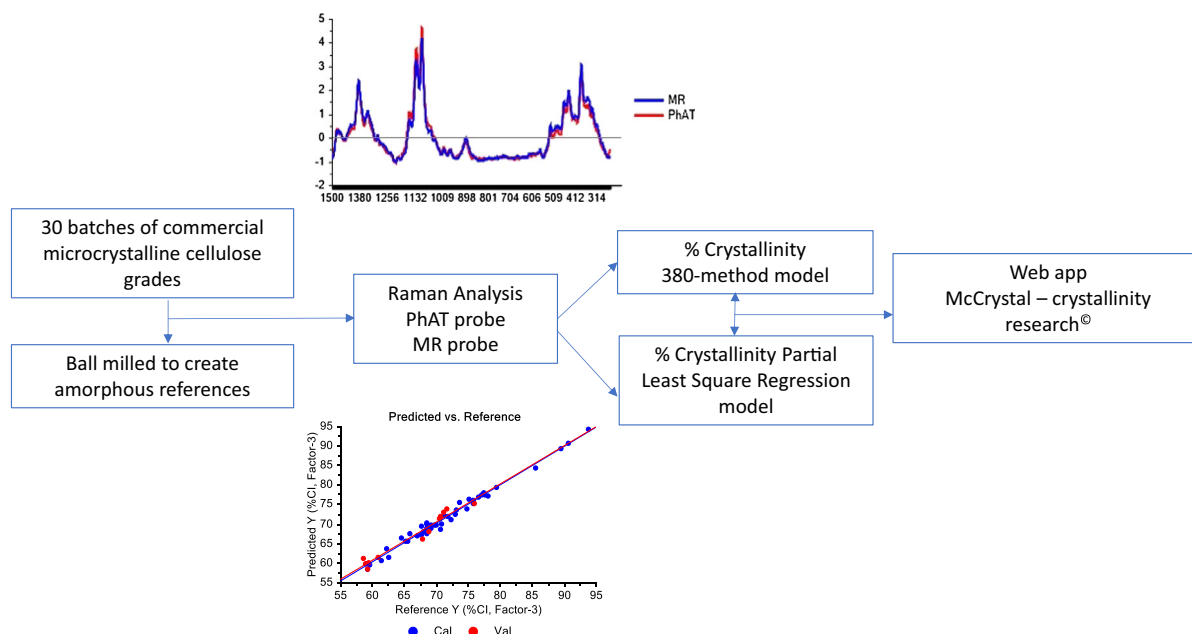 5
4
3
2
1
0
-1
-2
1500 1380 1256 1132 1009 898 801 704 606 509 412 314
MR
PhAT
30 batches of commercial
microcrystalline cellulose
grades
Ball milled to create
amorphous references
Raman Analysis
PhAT probe
MR probe
% Crystallinity
380-method model
% Crystallinity Partial
Least Square Regression
model
Web app
McCrystal – crystallinity
research©
Predicted vs. Reference
Predicted Y (%CI, Factor-3)
95
90
85
80
75
70
65
60
55
55 60 65 70 75 80 85 90 95
Reference Y (%CI, Factor-3)
Cal Val